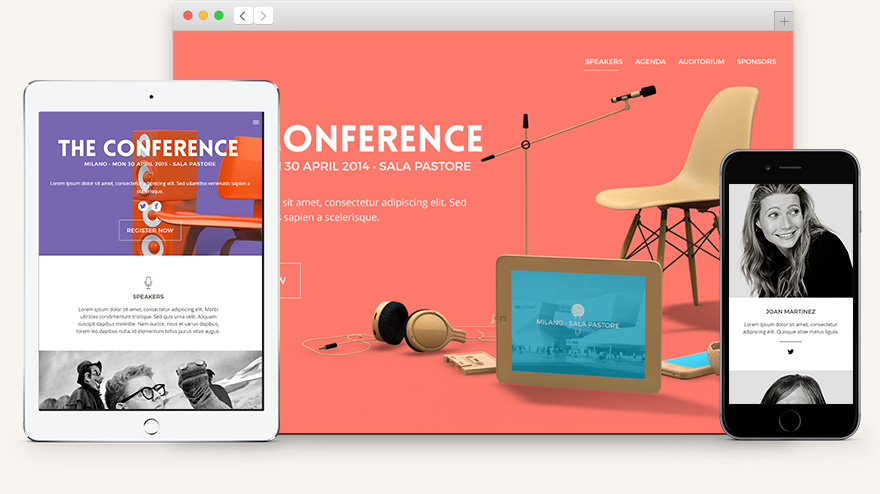 SPEAKERS AGENDA AUDITORIUM SPONSORS
ONFERENCE
30 APRIL 2014 • SALA PASTORE
sit amet, consectetur adipiscing elit. Sed
sapien a scelerisque.
W
MILANO • SALA PASTORE
THE CONFERENCE
MILANO • MON 30 APRIL 2015 • SALA PASTORE
Lorem ipsum dolor sit amet, consectetur adipiscing elit. Sed ullamtoo venenatis sapien a
scelerisque.
REGISTER NOW
SPEAKERS
Lorem ipsum dolor sit amet, consectetur adipiscing elit. Morbi
ultricies condimentum tristique. Sed quis urna velit. Aliquam
suscipit dapibus molestie. Nam auctor, risus et varius dapibus,
lorem leo dapibus nulla, id elementum tellus purus vitae augue.
JOAN MARTINEZ
Lorem ipsum dolor sit amet, consectetur
adipiscing elit. Cras vitae metus ligula.